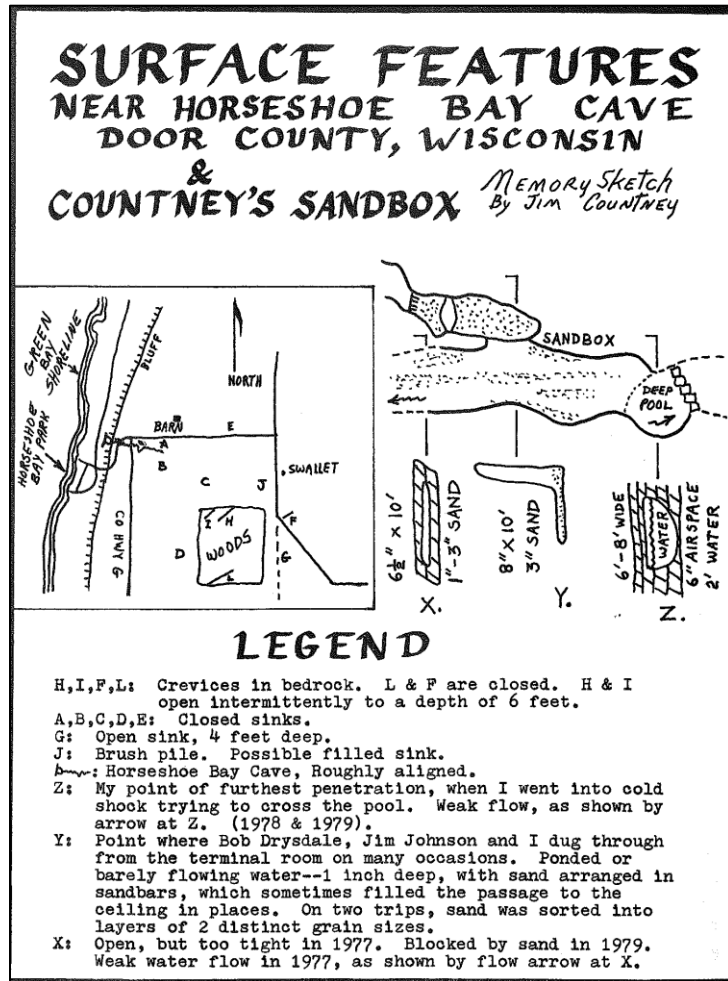 SURFACE FEATURES
NEAR HORSESHOE BAY CAVE
DOOR COUNTY, WISCONSIN
&
COUNTNEY'S SANDBOX
MEMORY SKETCH
By JIM COUNTNEY
GREEN BAY
SHORELINE
HORSESHOE
BAY PARK
BLUFF
NORTH
BARN
E
A
B
C
J
SWALLET
I
H
F
D
WOODS
G
L
CO HWY G
SANDBOX
DEEP
POOL
6½" X 10'
1"-3" SAND
X.
8" X 10'
3" SAND
Y.
6'-8' WIDE
WATER
6" AIRSPACE
2' WATER
Z.
LEGEND
H,I,F,L: Crevices in bedrock. L & F are closed. H & I
open intermittently to a depth of 6 feet.
A,B,C,D,E: Closed sinks.
G: Open sink, 4 feet deep.
J: Brush pile. Possible filled sink.
: Horseshoe Bay Cave, Roughly aligned.
Z: My point of furthest penetration, when I went into cold
shock trying to cross the pool. Weak flow, as shown by
arrow at Z. (1978 & 1979).
Y: Point where Bob Drysdale, Jim Johnson and I dug through
from the terminal room on many occasions. Ponded or
barely flowing water--1 inch deep, with sand arranged in
sandbars, which sometimes filled the passage to the
ceiling in places. On two trips, sand was sorted into
layers of 2 distinct grain sizes.
X: Open, but too tight in 1977. Blocked by sand in 1979.
Weak water flow in 1977, as shown by flow arrow at X.